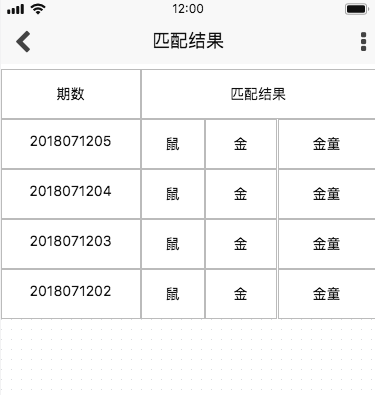 12:00
匹配结果
期数 匹配结果
2018071205 鼠 金 金童
2018071204 鼠 金 金童
2018071203 鼠 金 金童
2018071202 鼠 金 金童